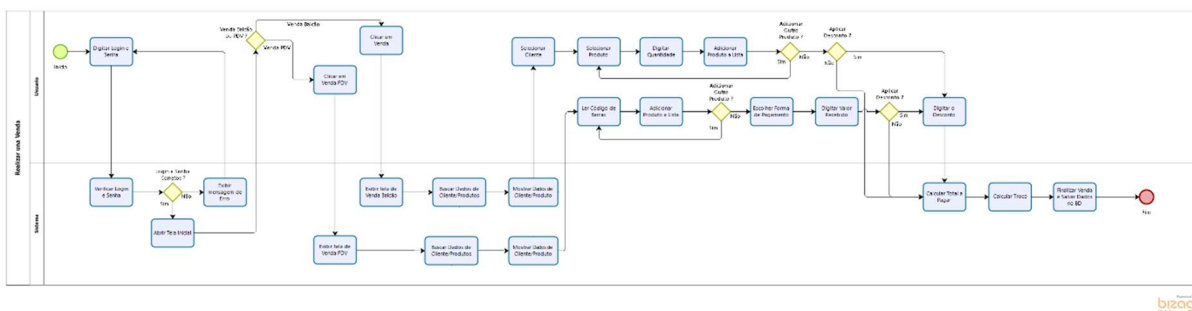 Realizar uma Venda
Usuario
Sistema
Início
Digitar Login e
Senha
Verificar Login
e Senha
Login e Senha
Corretos ?
Sim
Não
Exibir
mensagem de
Erro
Abrir Tela Inicial
Venda Balcão
ou PDV ?
Venda Balcão
Venda PDV
Clicar em
Venda
Clicar em
Venda PDV
Exibir tela de
Venda Balcão
Buscar Dados de
Cliente/Produto
Mostrar Dados de
Cliente/Produto
Exibir tela de
Venda PDV
Buscar Dados de
Cliente/Produtos
Mostrar Dados de
Cliente/Produto
Selecionar
Cliente
Selecionar
Produto
Digitar
Quantidade
Adicionar
Produto a Lista
Adicionar
Outro
Produto ?
Sim
Não
Aplicar
Desconto ?
Não
Sim
Ler Código de
Barras
Adicionar
Produto a Lista
Adicionar
Outro
Produto ?
Sim
Não
Escolher Forma
de Pagamento
Digitar Valor
Recebido
Aplicar
Desconto ?
Sim
Não
Digitar o
Desconto
Calcular Total a
Pagar
Calcular Troco
Finalizar Venda
e Salvar Dados
no BD
Fim